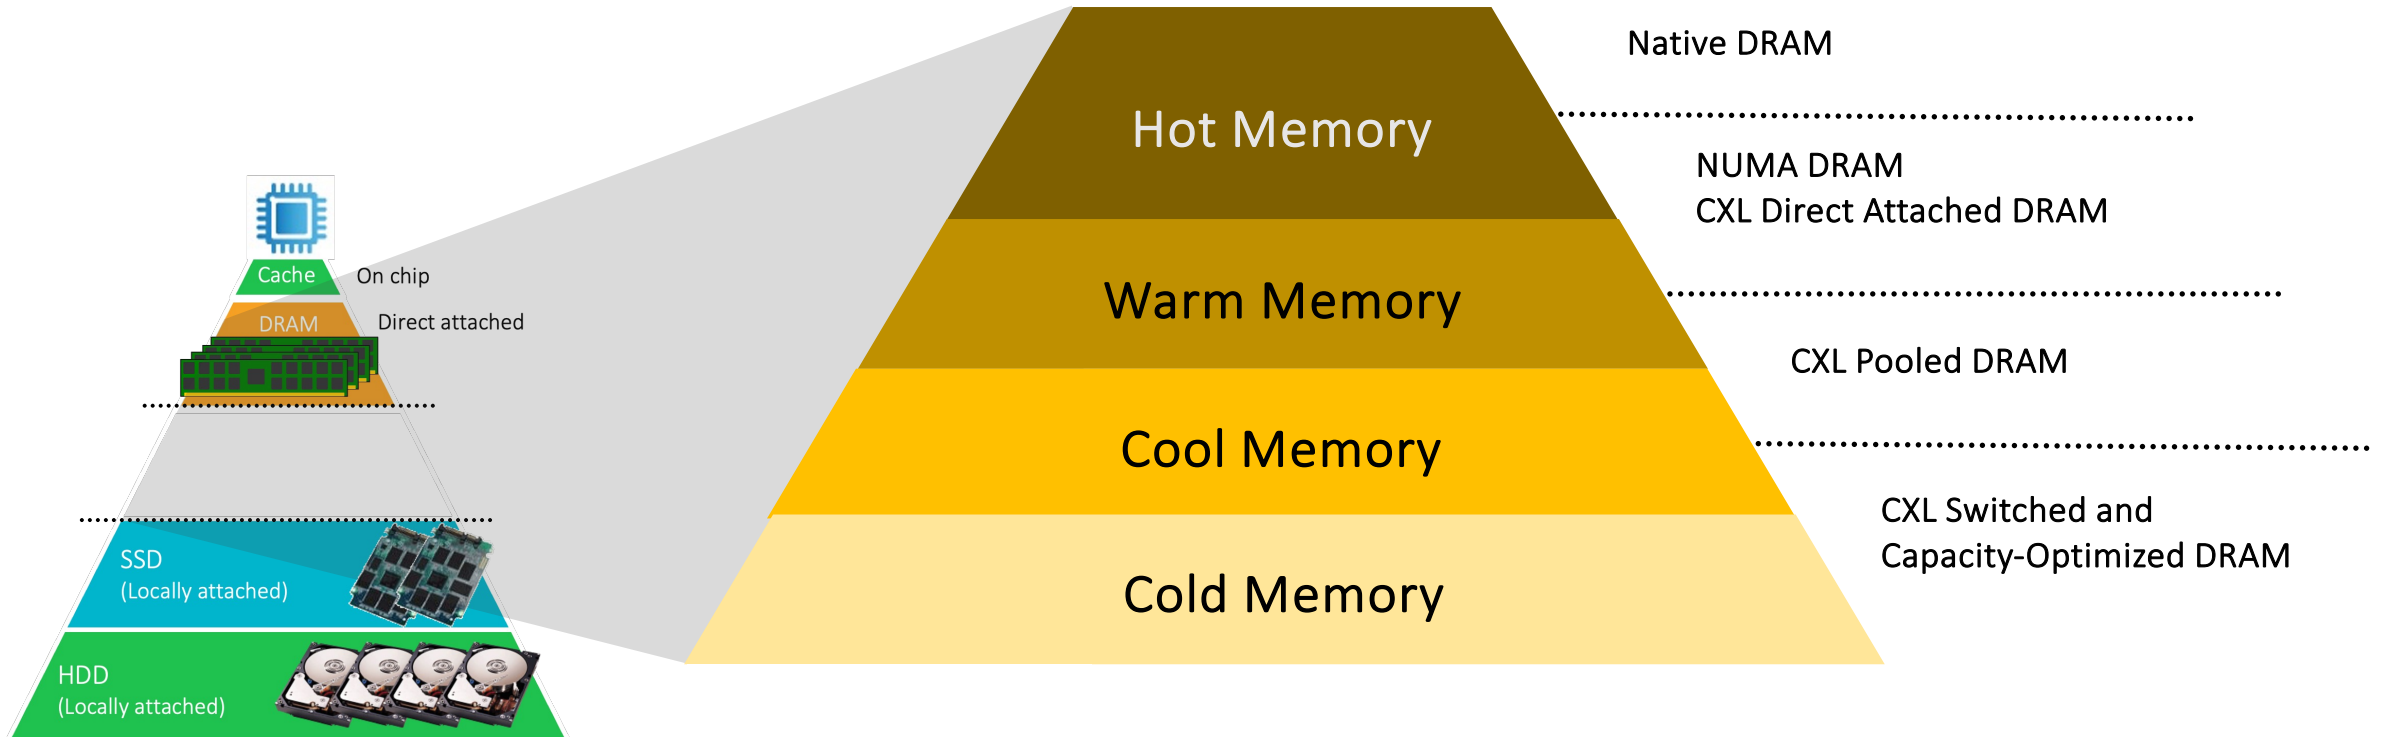 Cache
On chip
DRAM
Direct attached
SSD
(Locally attached)
HDD
(Locally attached)
Hot Memory
Warm Memory
Cool Memory
Cold Memory
Native DRAM
NUMA DRAM
CXL Direct Attached DRAM
CXL Pooled DRAM
CXL Switched and
Capacity-Optimized DRAM